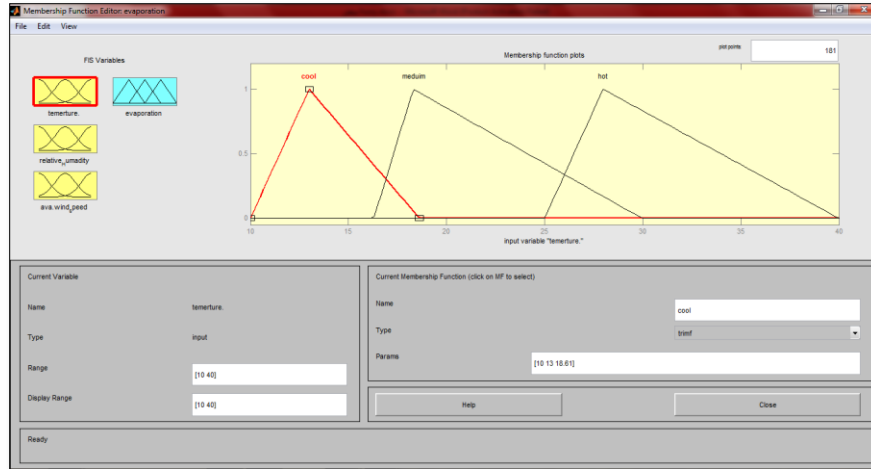 Membership Function Editor: evaporation
File Edit View
FIS Variables
temerture.
evaporation
relative_Humadity
ava.wind_speed
Membership function plots
plot points:
181
cool
meduim
hot
1
0.5
0
10 15 20 25 30 35 40
input variable "temerture."
Current Variable
Name temerture.
Type input
Range [10 40]
Display Range [10 40]
Current Membership Function (click on MF to select)
Name cool
Type trimf
Params [10 13 18.61]
Help Close
Ready